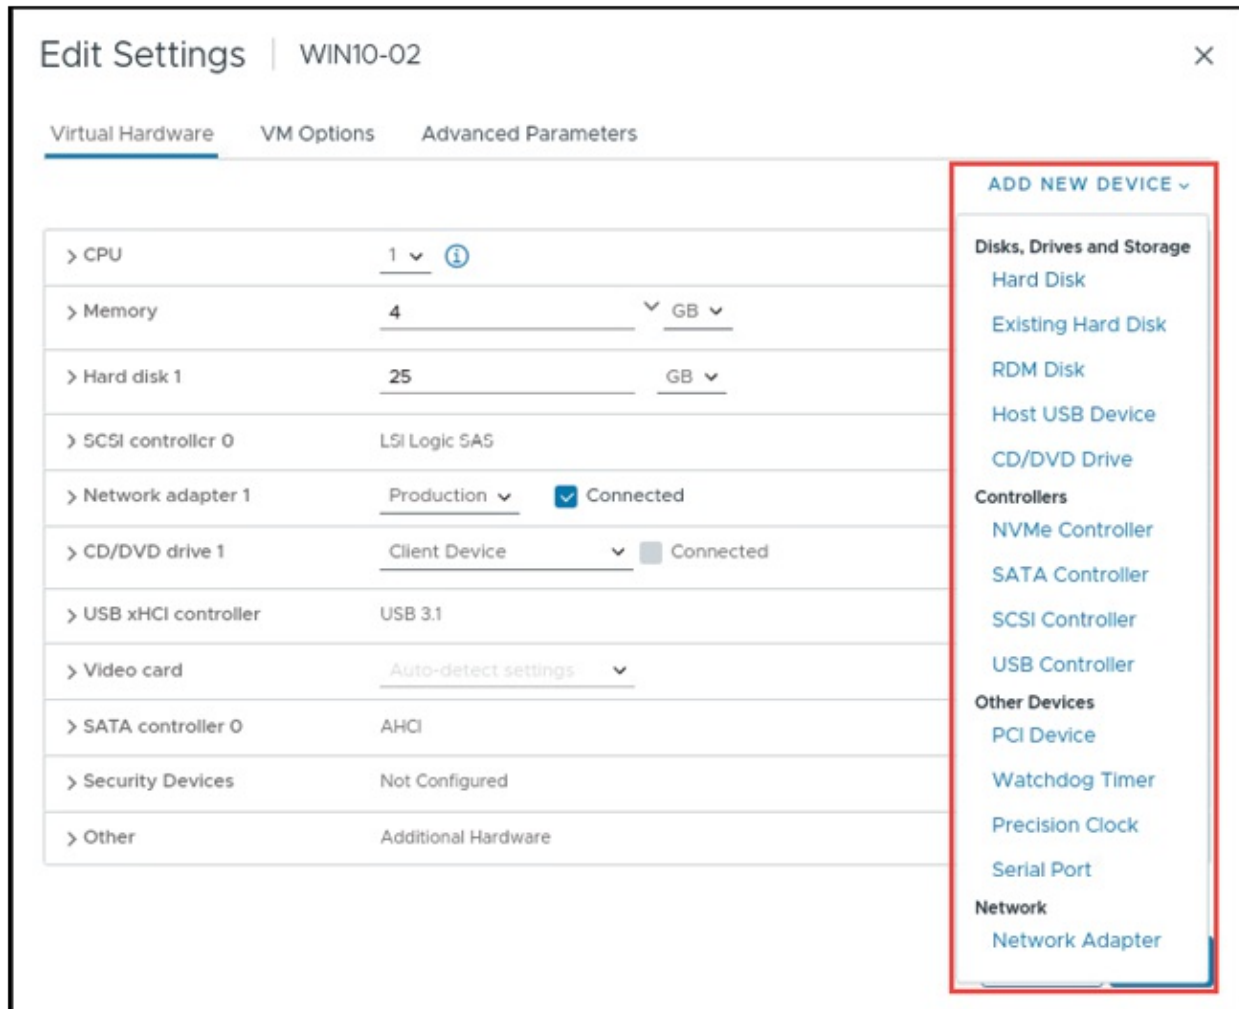 Edit Settings WIN10-02
Virtual Hardware VM Options Advanced Parameters
ADD NEW DEVICE
CPU 1
Memory 4 GB
Hard disk 1 25 GB
SCSI controller 0 LSI Logic SAS
Network adapter 1 Production Connected
CD/DVD drive 1 Client Device Connected
USB xHCI controller USB 3.1
Video card Auto-detect settings
SATA controller 0 AHCI
Security Devices Not Configured
Other Additional Hardware
Disks, Drives and Storage
Hard Disk
Existing Hard Disk
RDM Disk
Host USB Device
CD/DVD Drive
Controllers
NVMe Controller
SATA Controller
SCSI Controller
USB Controller
Other Devices
PCI Device
Watchdog Timer
Precision Clock
Serial Port
Network
Network Adapter